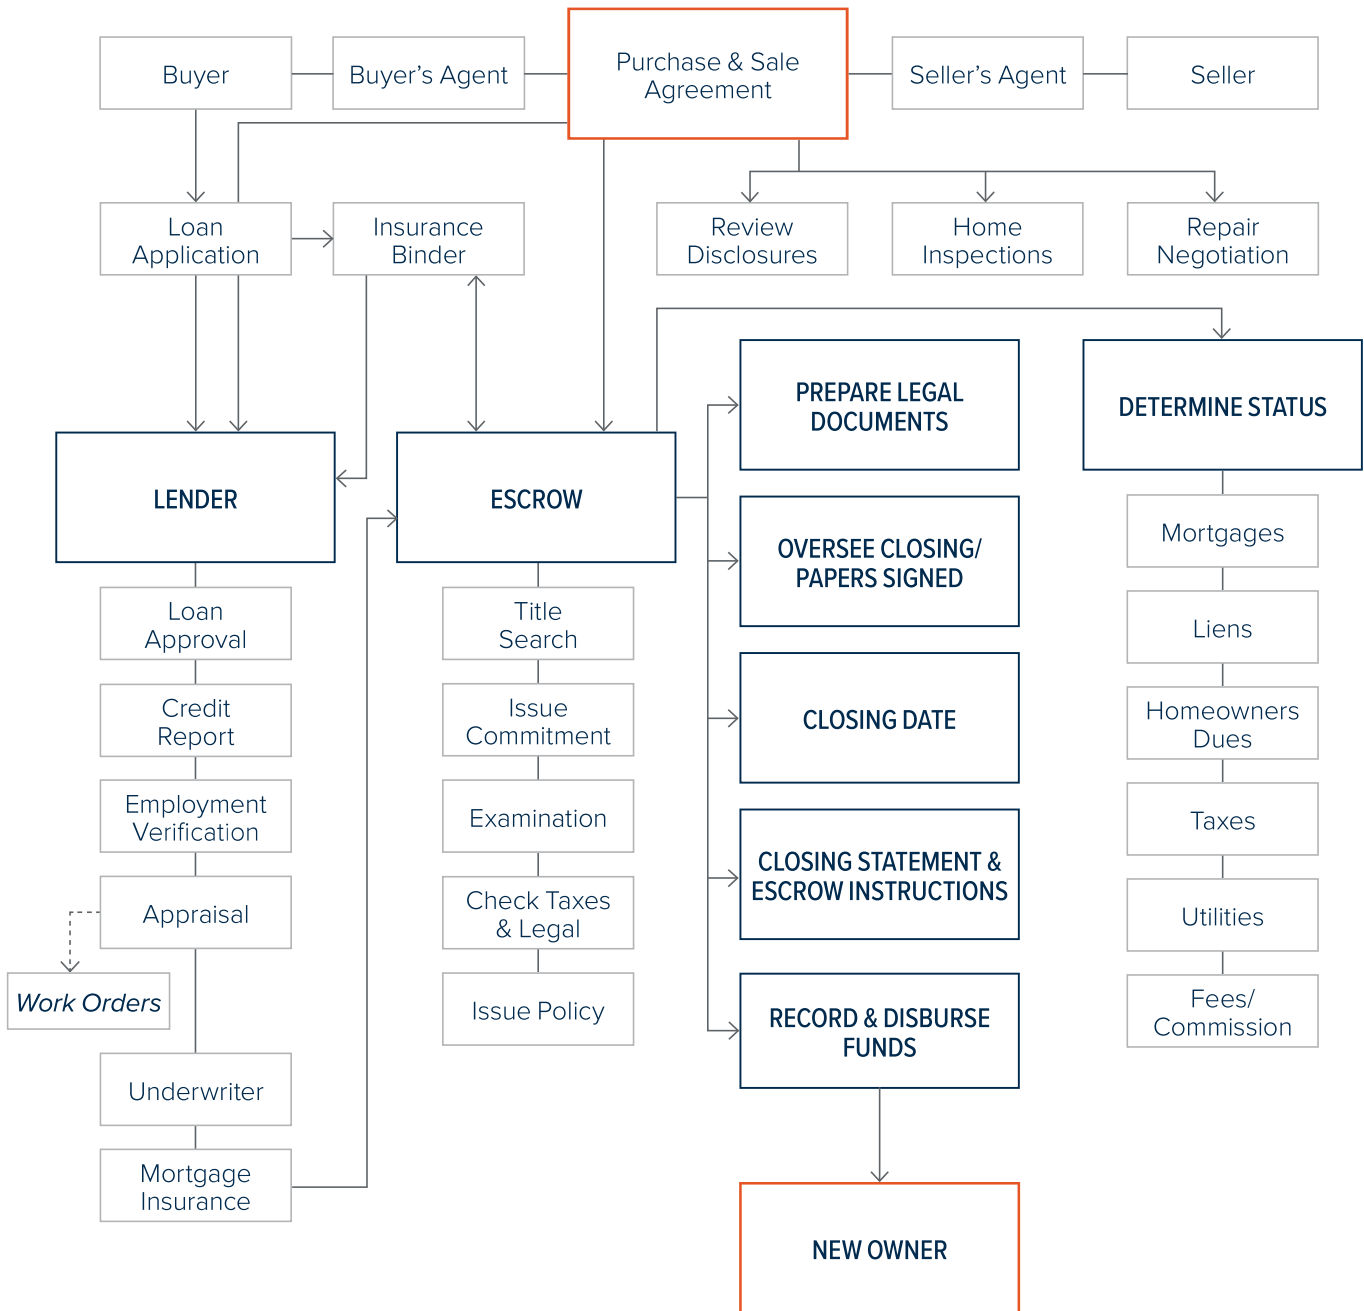 Buyer
Buyer's Agent
Purchase & Sale
Agreement
Seller's Agent
Seller
Loan
Application
Insurance
Binder
Review
Disclosures
Home
Inspections
Repair
Negotiation
LENDER
ESCROW
PREPARE LEGAL
DOCUMENTS
DETERMINE STATUS
OVERSEE CLOSING/
PAPERS SIGNED
CLOSING DATE
CLOSING STATEMENT &
ESCROW INSTRUCTIONS
RECORD & DISBURSE
FUNDS
NEW OWNER
Loan
Approval
Credit
Report
Employment
Verification
Appraisal
Work Orders
Underwriter
Mortgage
Insurance
Title
Search
Issue
Commitment
Examination
Check Taxes
& Legal
Issue Policy
Mortgages
Liens
Homeowners
Dues
Taxes
Utilities
Fees/
Commission